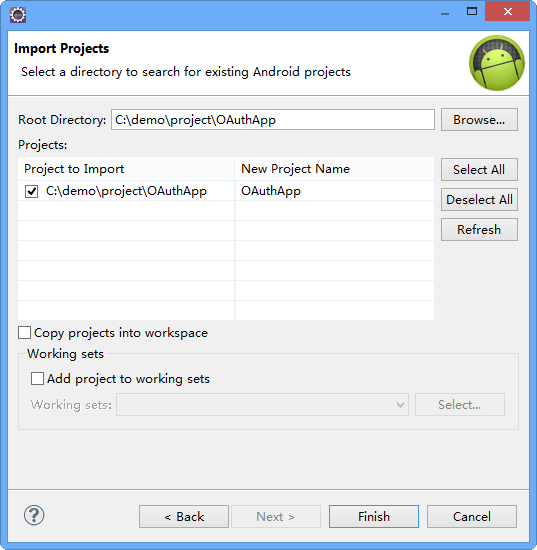 Import Projects
Select a directory to search for existing Android projects
Root Directory: C:\demo\project\OAuthApp Browse...
Projects:
Project to Import New Project Name Select All
C:\demo\project\OAuthApp OAuthApp
Deselect All
Refresh
Copy projects into workspace
Working sets
Add project to working sets
Working sets: Select...
? < Back Next > Finish Cancel